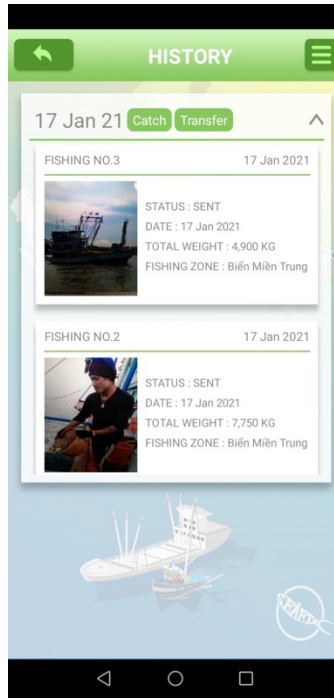 HISTORY
17 Jan 21 Catch Transfer
FISHING NO.3 17 Jan 2021
STATUS : SENT
DATE : 17 Jan 2021
TOTAL WEIGHT : 4,900 KG
FISHING ZONE : Biển Miền Trung
FISHING NO.2 17 Jan 2021
STATUS : SENT
DATE : 17 Jan 2021
TOTAL WEIGHT : 7,750 KG
FISHING ZONE : Biển Miền Trung